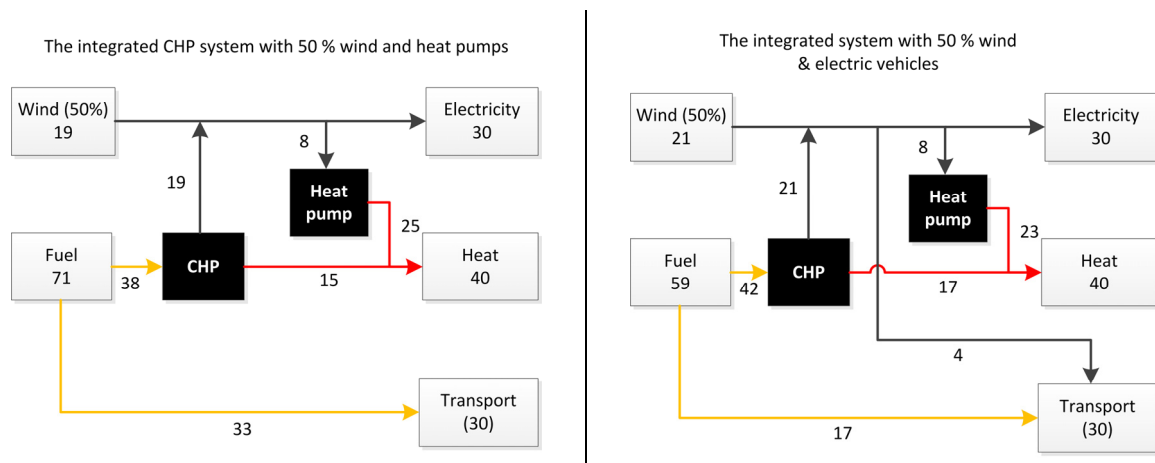 The integrated CHP system with 50 % wind and heat pumps
Wind (50%)
19
Electricity
30
8
19
Heat
pump
25
Fuel
71
38
CHP
15
Heat
40
33
Transport
(30)
The integrated system with 50 % wind
& electric vehicles
Wind (50%)
21
Electricity
30
8
21
Heat
pump
23
Fuel
59
42
CHP
17
Heat
40
4
17
Transport
(30)